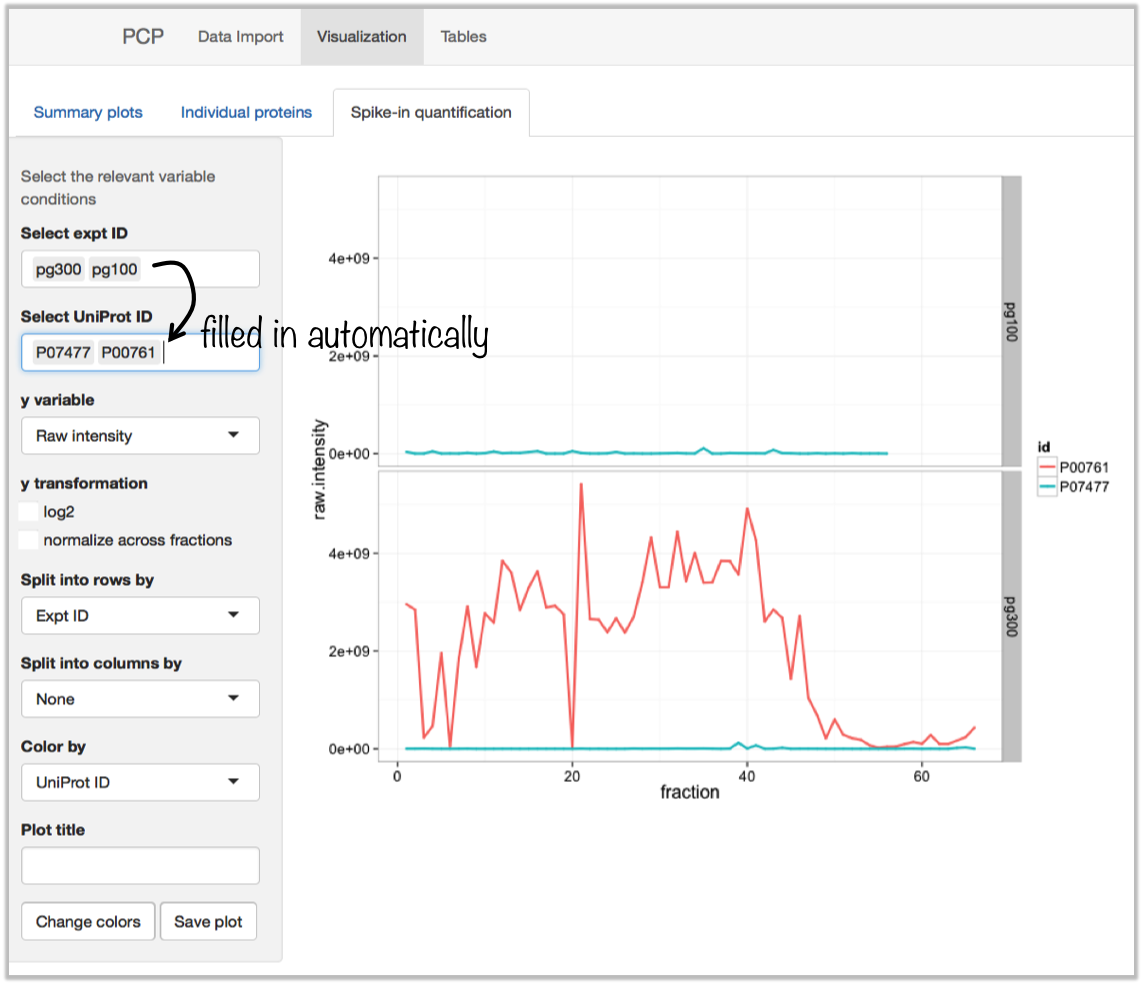 PCP Data Import Visualization Tables
Summary plots Individual proteins Spike-in quantification
Select the relevant variable
conditions
Select expt ID
pg300 pg100
Select UniProt ID
filled in automatically
P07477 P00761
y variable
Raw intensity
y transformation
log2
normalize across fractions
Split into rows by
Expt ID
Split into columns by
None
Color by
UniProt ID
Plot title
Change colors Save plot
raw.intensity
4e+09
2e+09
0e+00
pg100
4e+09
2e+09
0e+00
pg300
0 20 40 60
fraction
id
P00761
P07477